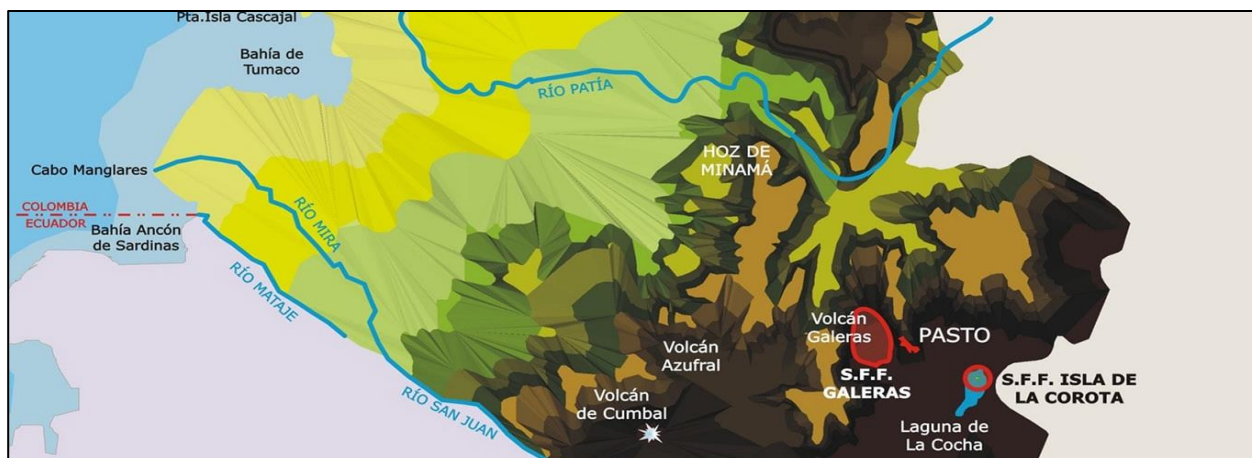 Pta.Isla Cascajal
Bahía de
Tumaco
RÍO PATÍA
HOZ DE
MINAMÁ
Cabo Manglares
COLOMBIA
ECUADOR
Bahía Ancón
de Sardinas
RÍO MIRA
RÍO MATAJE
RÍO SAN JUAN
Volcán
Galeras
PASTO
Volcán
Azufral
S.F.F.
GALERAS
S.F.F. ISLA DE
LA COROTA
Volcán
de Cumbal
Laguna de
La Cocha